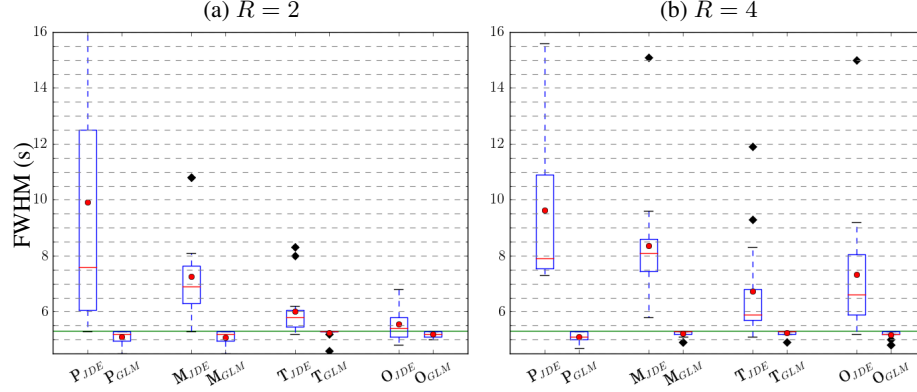 (a) R = 2
(b) R = 4
FWHM (s)
16
14
12
10
8
6
P_JDE P_GLM M_JDE M_GLM T_JDE T_GLM O_JDE O_GLM
16
14
12
10
8
6
P_JDE P_GLM M_JDE M_GLM T_JDE T_GLM O_JDE O_GLM